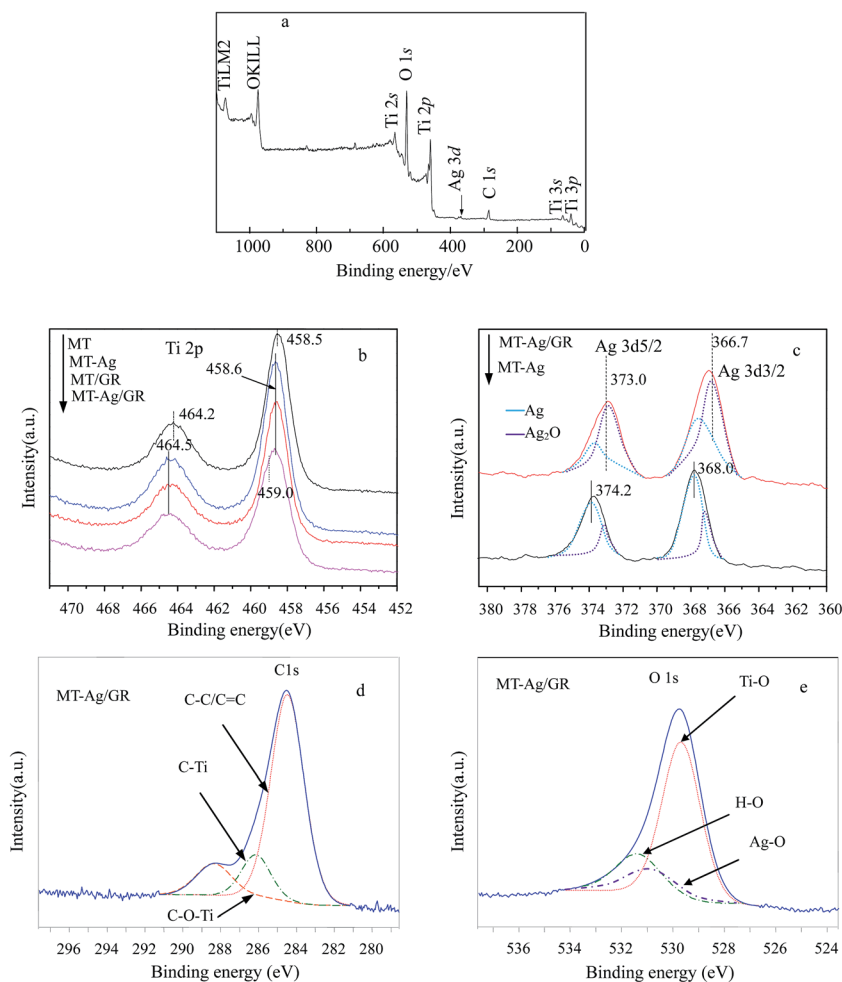 a
TiLM2
OKILL
Ti 2s
O 1s
Ti 2p
Ag 3d
C 1s
Ti 3s
Ti 3p
1000 800 600 400 200 0
Binding energy/eV
MT
MT-Ag
MT/GR
MT-Ag/GR
Ti 2p
b
458.5
458.6
464.2
464.5
459.0
Intensity(a.u.)
470 468 466 464 462 460 458 456 454 452
Binding energy(eV)
MT-Ag/GR
MT-Ag
Ag 3d5/2
366.7
c
373.0
Ag 3d3/2
Ag
Ag₂O
368.0
374.2
Intensity(a.u.)
380 378 376 374 372 370 368 366 364 362 360
Binding energy(eV)
C1s
MT-Ag/GR
d
C-C/C=C
C-Ti
C-O-Ti
Intensity(a.u.)
296 294 292 290 288 286 284 282 280
Binding energy (eV)
MT-Ag/GR
O 1s
Ti-O
e
H-O
Ag-O
Intensity(a.u.)
536 534 532 530 528 526 524
Binding energy (eV)